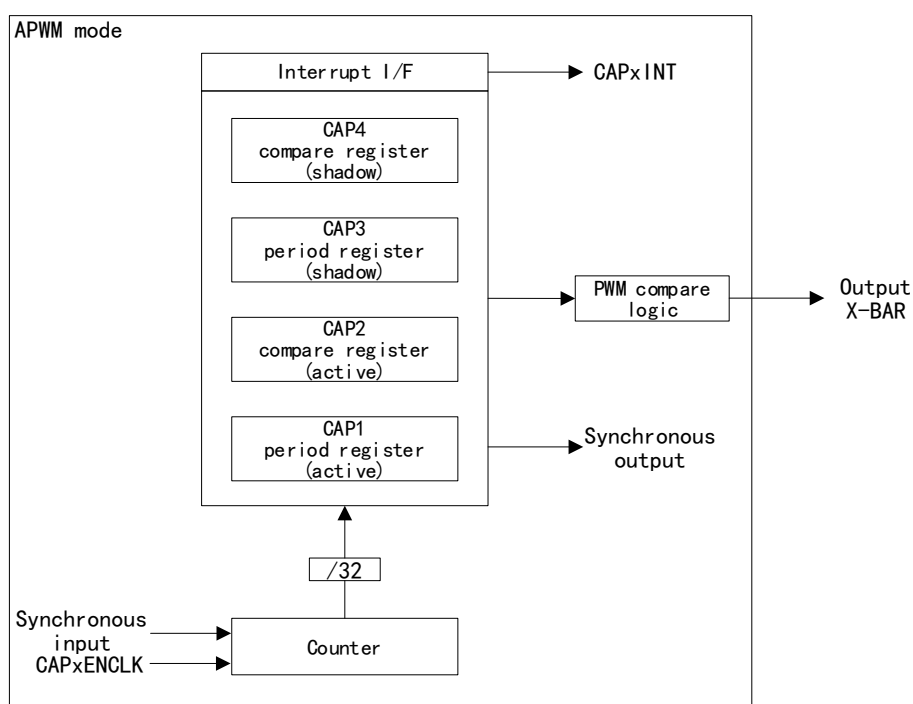 APWM mode
Interrupt I/F
CAPxINT
CAP4
compare register
(shadow)
CAP3
period register
(shadow)
PWM compare
logic
Output
X-BAR
CAP2
compare register
(active)
CAP1
period register
(active)
Synchronous
output
/32
Synchronous
input
CAPxENCLK
Counter